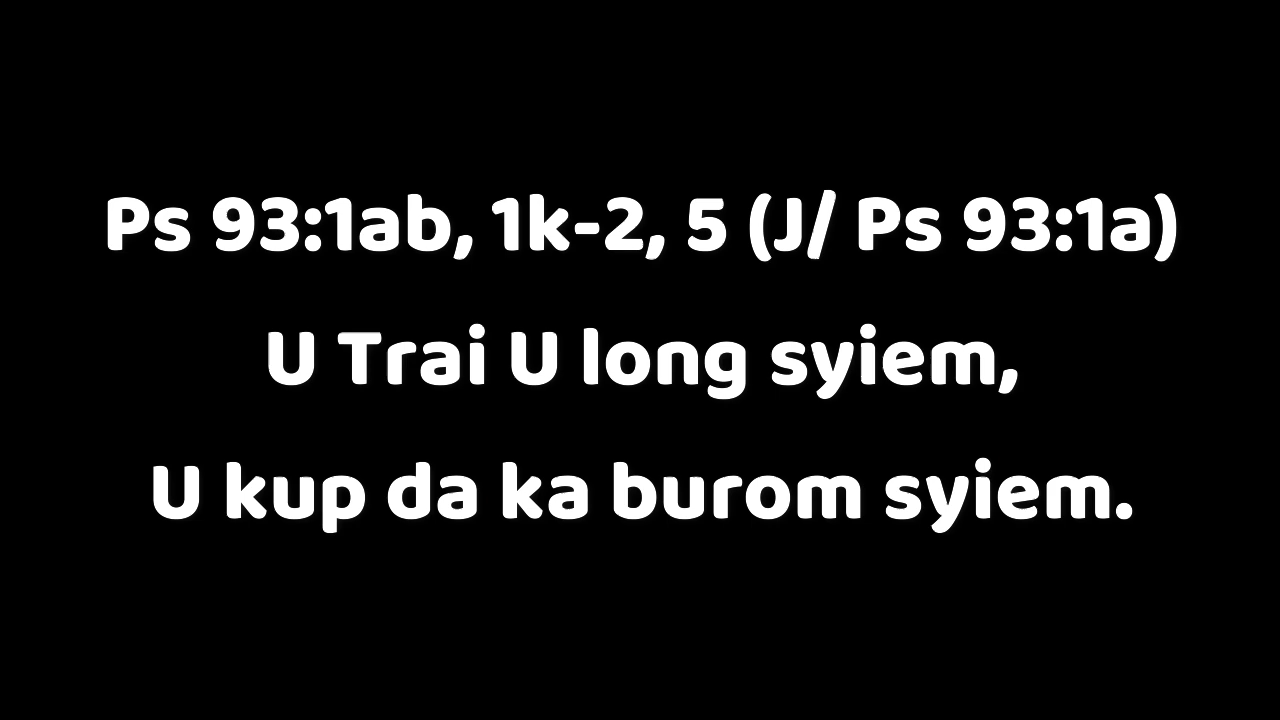 Ps 93:1ab, 1k-2, 5 (J/ Ps 93:1a)
U Trai U long syiem,
U kup da ka burom syiem.